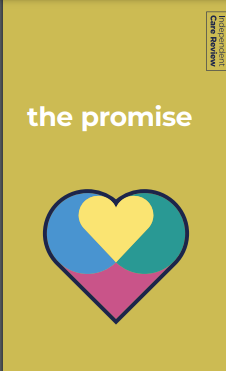 Independent
Care Review
the promise